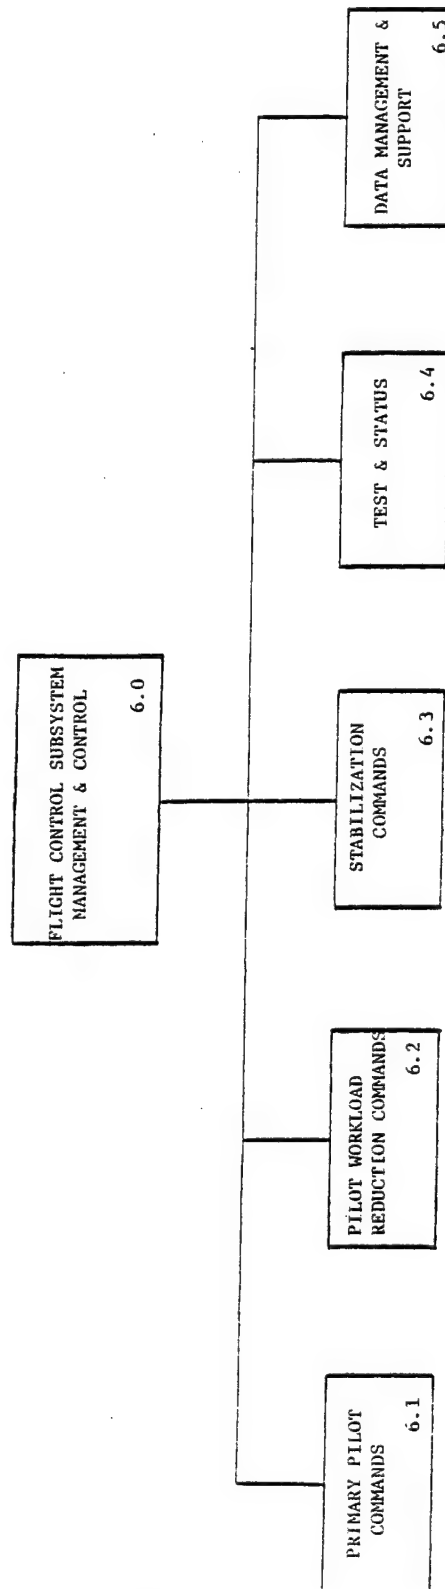 FLIGHT CONTROL SUBSYSTEM
MANAGEMENT & CONTROL
6.0
PRIMARY PILOT
COMMANDS
6.1
PILOT WORKLOAD
REDUCTION COMMANDS
6.2
STABILIZATION
COMMANDS
6.3
TEST & STATUS
6.4
DATA MANAGEMENT &
SUPPORT
6.5